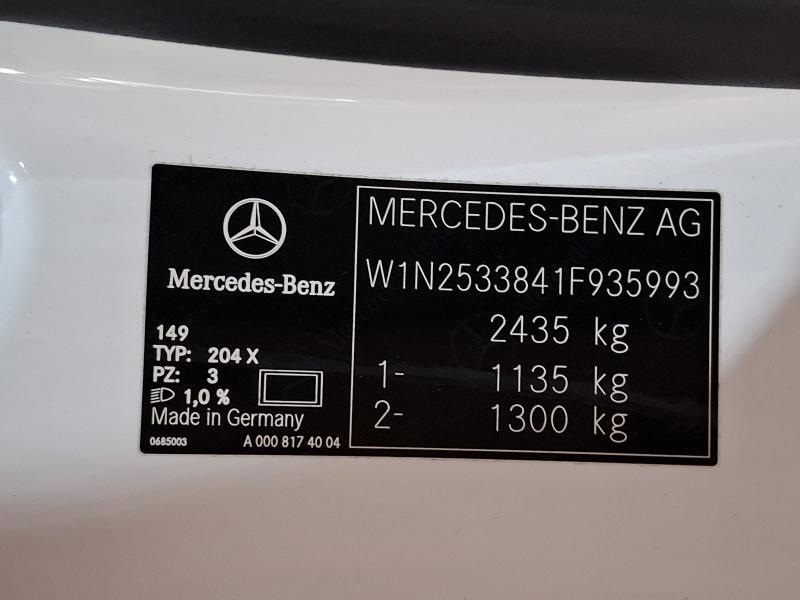 Mercedes-Benz
149
TYP: 204 X
PZ: 3
1,0 %
Made in Germany
0685003 A 000 817 40 04
MERCEDES-BENZ AG
W1N2533841F935993
2435 kg
1- 1135 kg
2- 1300 kg